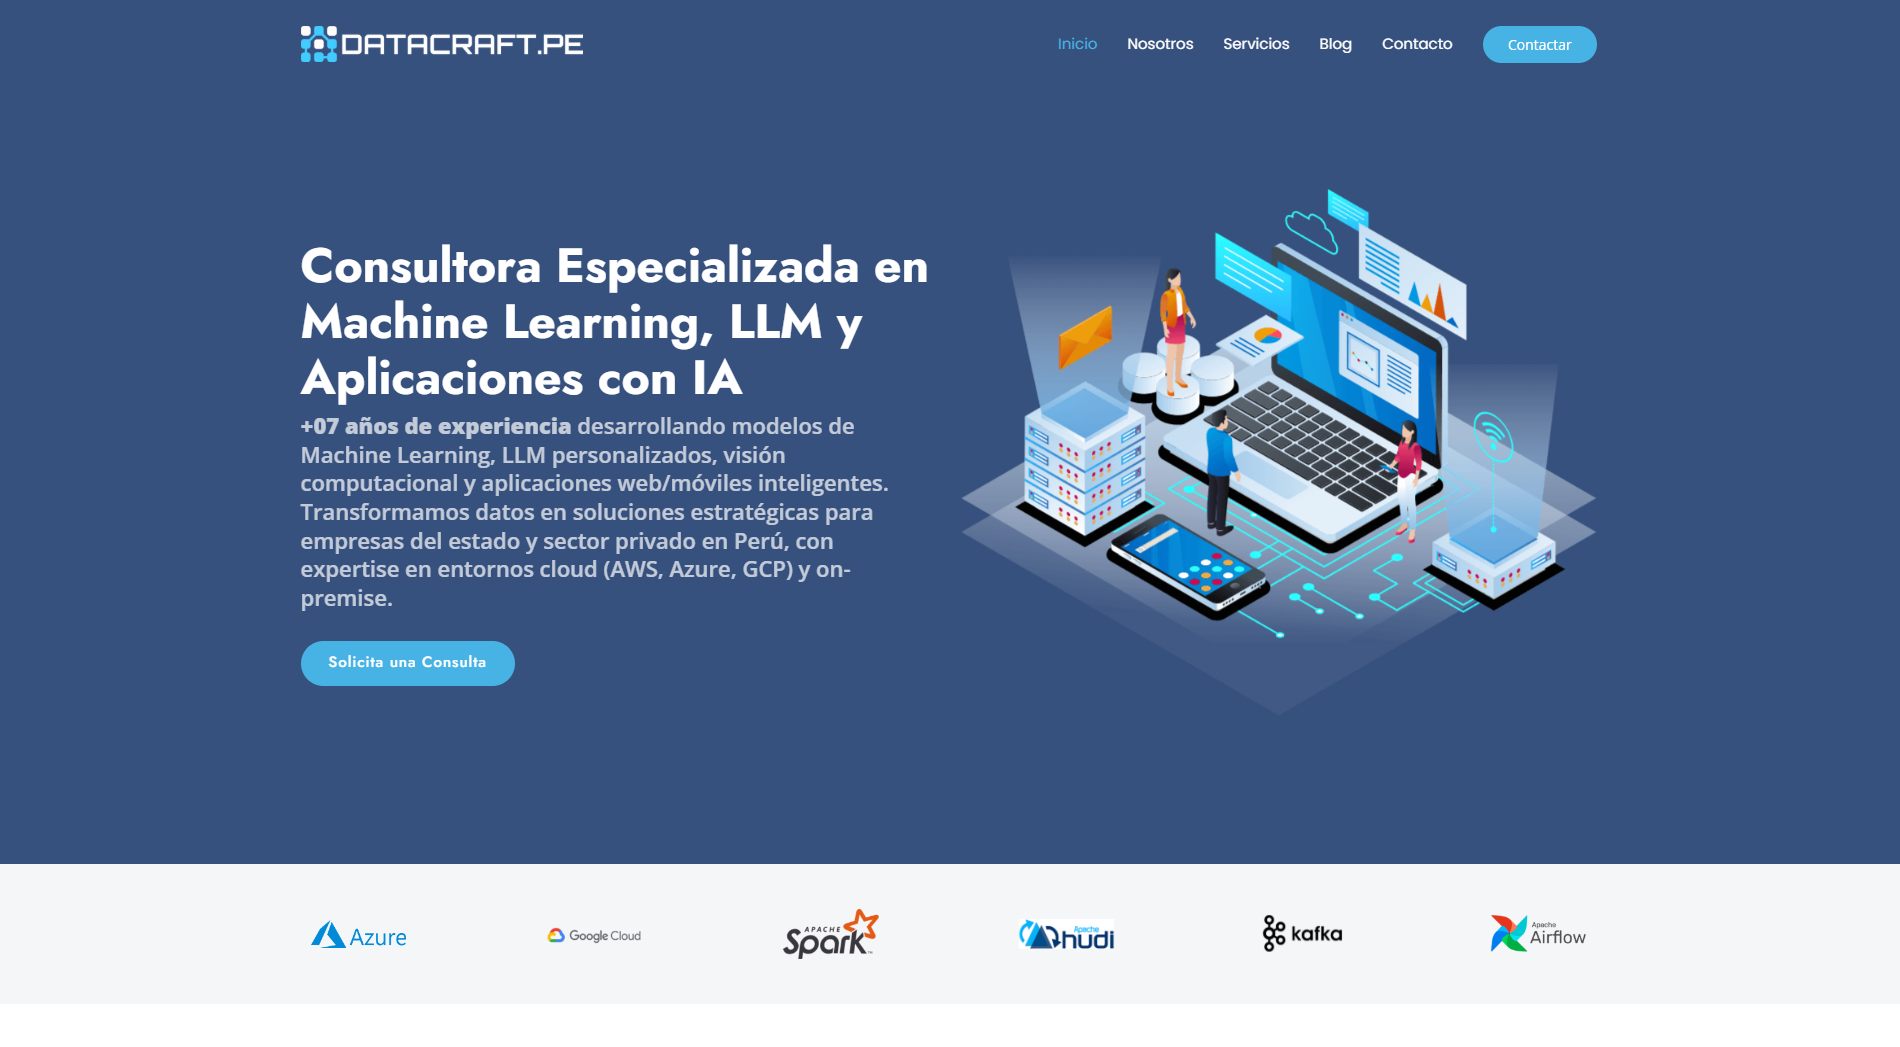 DATACRAFT.PE
Inicio
Nosotros
Servicios
Blog
Contacto
Contactar
Consultora Especializada en
Machine Learning, LLM y
Aplicaciones con IA
+07 años de experiencia desarrollando modelos de
Machine Learning, LLM personalizados, visión
computacional y aplicaciones web/móviles inteligentes.
Transformamos datos en soluciones estratégicas para
empresas del estado y sector privado en Perú, con
expertise en entornos cloud (AWS, Azure, GCP) y on-
premise.
Solicita una Consulta
Azure
Google Cloud
APACHE
Spark™
Apache
hudi
kafka
Apache
Airflow